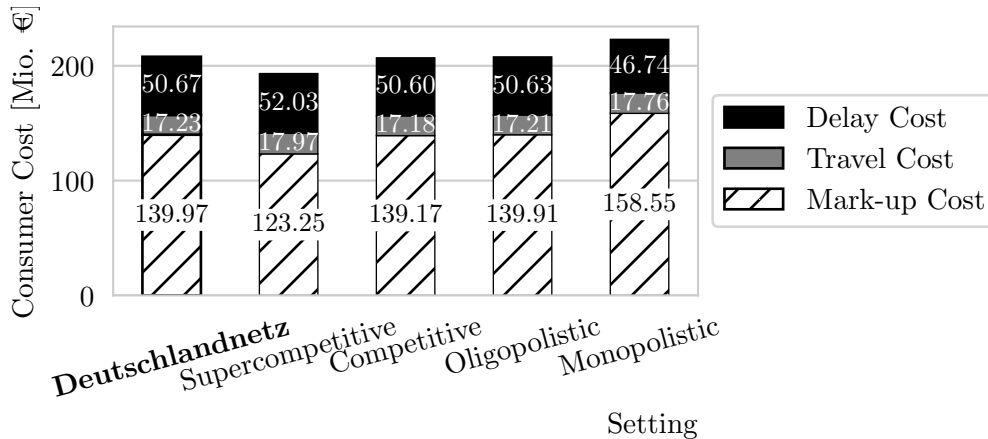 Consumer Cost [Mio. €]
200
100
0
50.67
17.23
139.97
52.03
17.97
123.25
50.60
17.18
139.17
50.63
17.21
139.91
46.74
17.76
158.55
Deutschlandnetz
Supercompetitive
Competitive
Oligopolistic
Monopolistic
Setting
Delay Cost
Travel Cost
Mark-up Cost